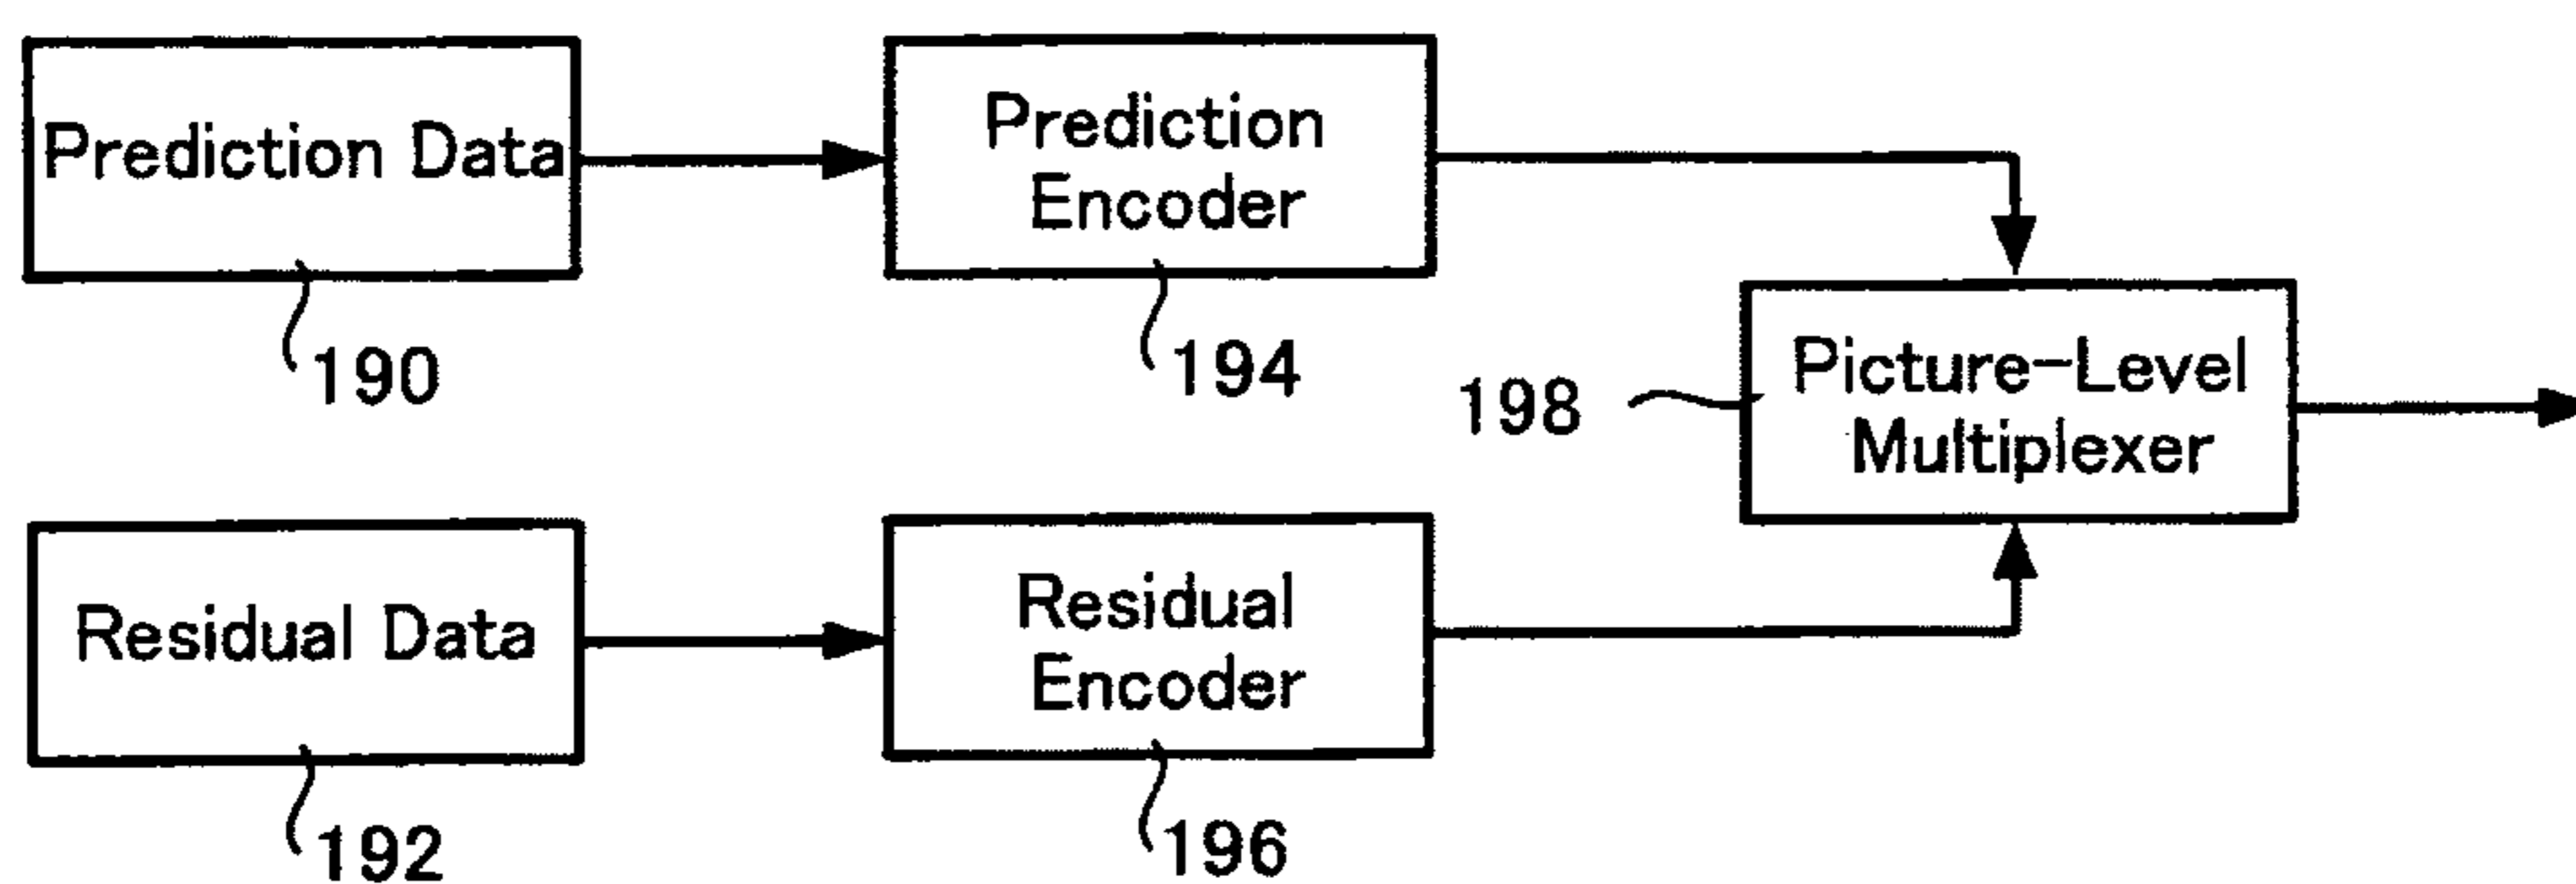 Prediction Data
190
Prediction
Encoder
194
198
Picture-Level
Multiplexer
Residual Data
192
Residual
Encoder
196